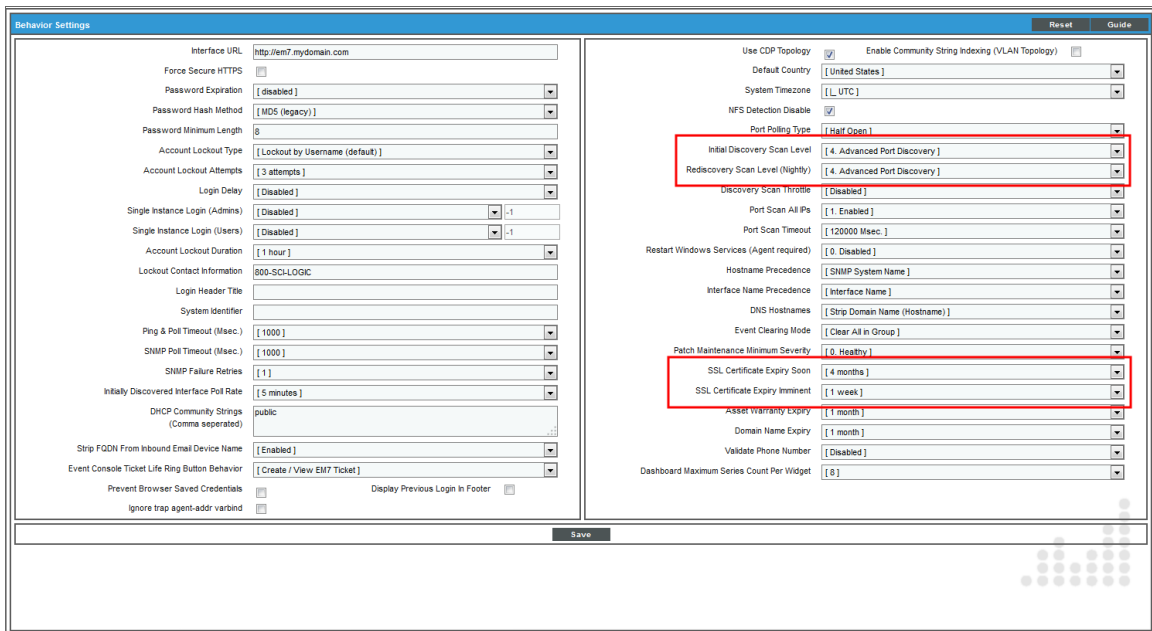 Behavior Settings
Reset Guide
Interface URL http://em7.mydomain.com
Force Secure HTTPS
Password Expiration [ disabled ]
Password Hash Method [ MD5 (legacy) ]
Password Minimum Length 8
Account Lockout Type [ Lockout by Username (default) ]
Account Lockout Attempts [ 3 attempts ]
Login Delay [ Disabled ]
Single Instance Login (Admins) [ Disabled ] -1
Single Instance Login (Users) [ Disabled ] -1
Account Lockout Duration [ 1 hour ]
Lockout Contact Information 800-SCI-LOGIC
Login Header Title
System Identifier
Ping & Poll Timeout (Msec.) [ 1000 ]
SNMP Poll Timeout (Msec.) [ 1000 ]
SNMP Failure Retries [ 1 ]
Initially Discovered Interface Poll Rate [ 5 minutes ]
DHCP Community Strings public
(Comma seperated)
Strip FQDN From Inbound Email Device Name [ Enabled ]
Event Console Ticket Life Ring Button Behavior [ Create / View EM7 Ticket ]
Prevent Browser Saved Credentials Display Previous Login In Footer
Ignore trap agent-addr varbind
Use CDP Topology Enable Community String Indexing (VLAN Topology)
Default Country [ United States ]
System Timezone [ |_ UTC ]
NFS Detection Disable
Port Polling Type [ Half Open ]
Initial Discovery Scan Level [ 4. Advanced Port Discovery ]
Rediscovery Scan Level (Nightly) [ 4. Advanced Port Discovery ]
Discovery Scan Throttle [ Disabled ]
Port Scan All IPs [ 1. Enabled ]
Port Scan Timeout [ 120000 Msec. ]
Restart Windows Services (Agent required) [ 0. Disabled ]
Hostname Precedence [ SNMP System Name ]
Interface Name Precedence [ Interface Name ]
DNS Hostnames [ Strip Domain Name (Hostname) ]
Event Clearing Mode [ Clear All in Group ]
Patch Maintenance Minimum Severity [ 0. Healthy ]
SSL Certificate Expiry Soon [ 4 months ]
SSL Certificate Expiry Imminent [ 1 week ]
Asset Warranty Expiry [ 1 month ]
Domain Name Expiry [ 1 month ]
Validate Phone Number [ Disabled ]
Dashboard Maximum Series Count Per Widget [ 8 ]
Save